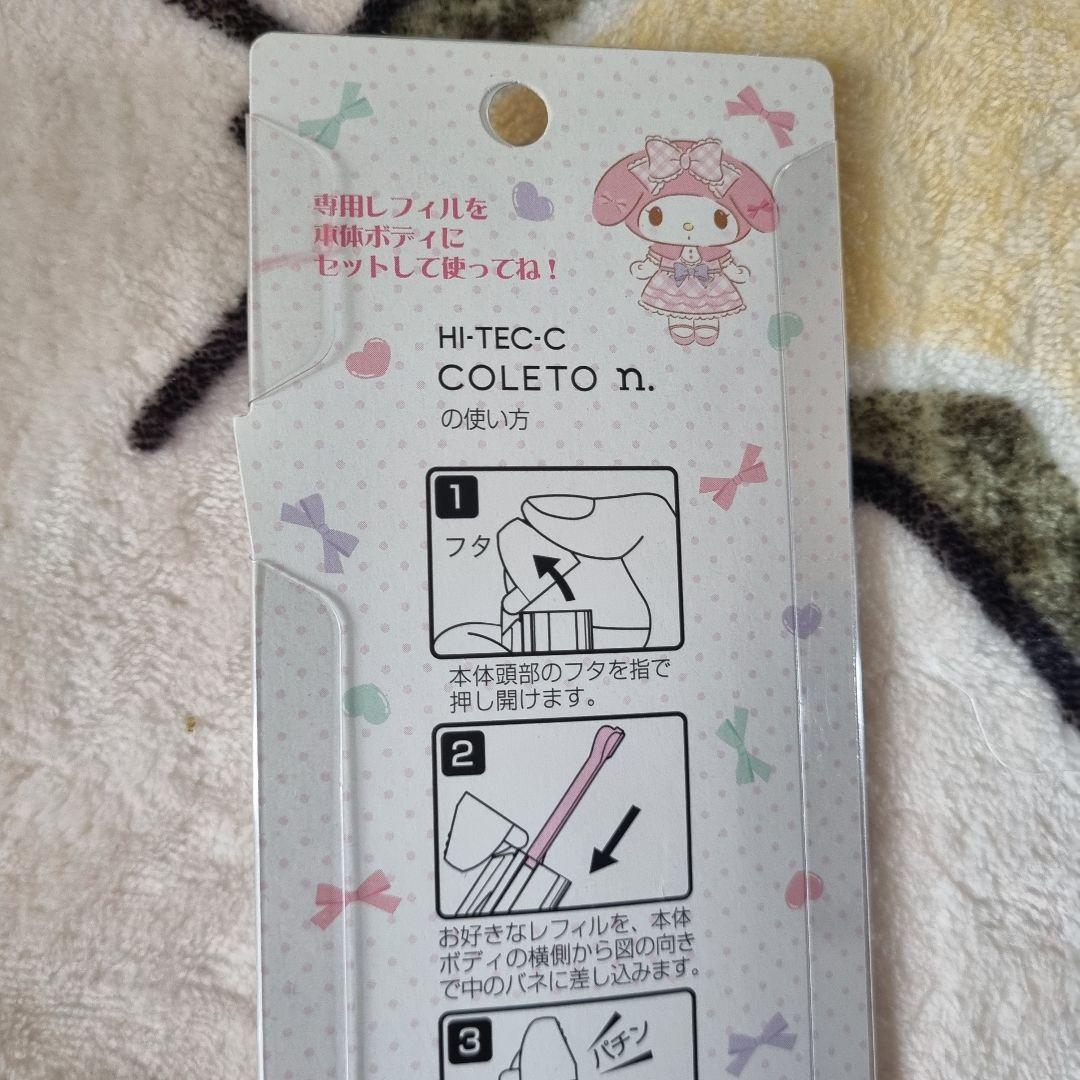 専用レフィルを
本体ボディに
セットして使ってね!
HI-TEC-C
COLETO n.
の使い方
1
フタ
本体頭部のフタを指で
押し開けます。
2
お好きなレフィルを、本体
ボディの横側から図の向き
で中のバネに差し込みます。
3
パチン